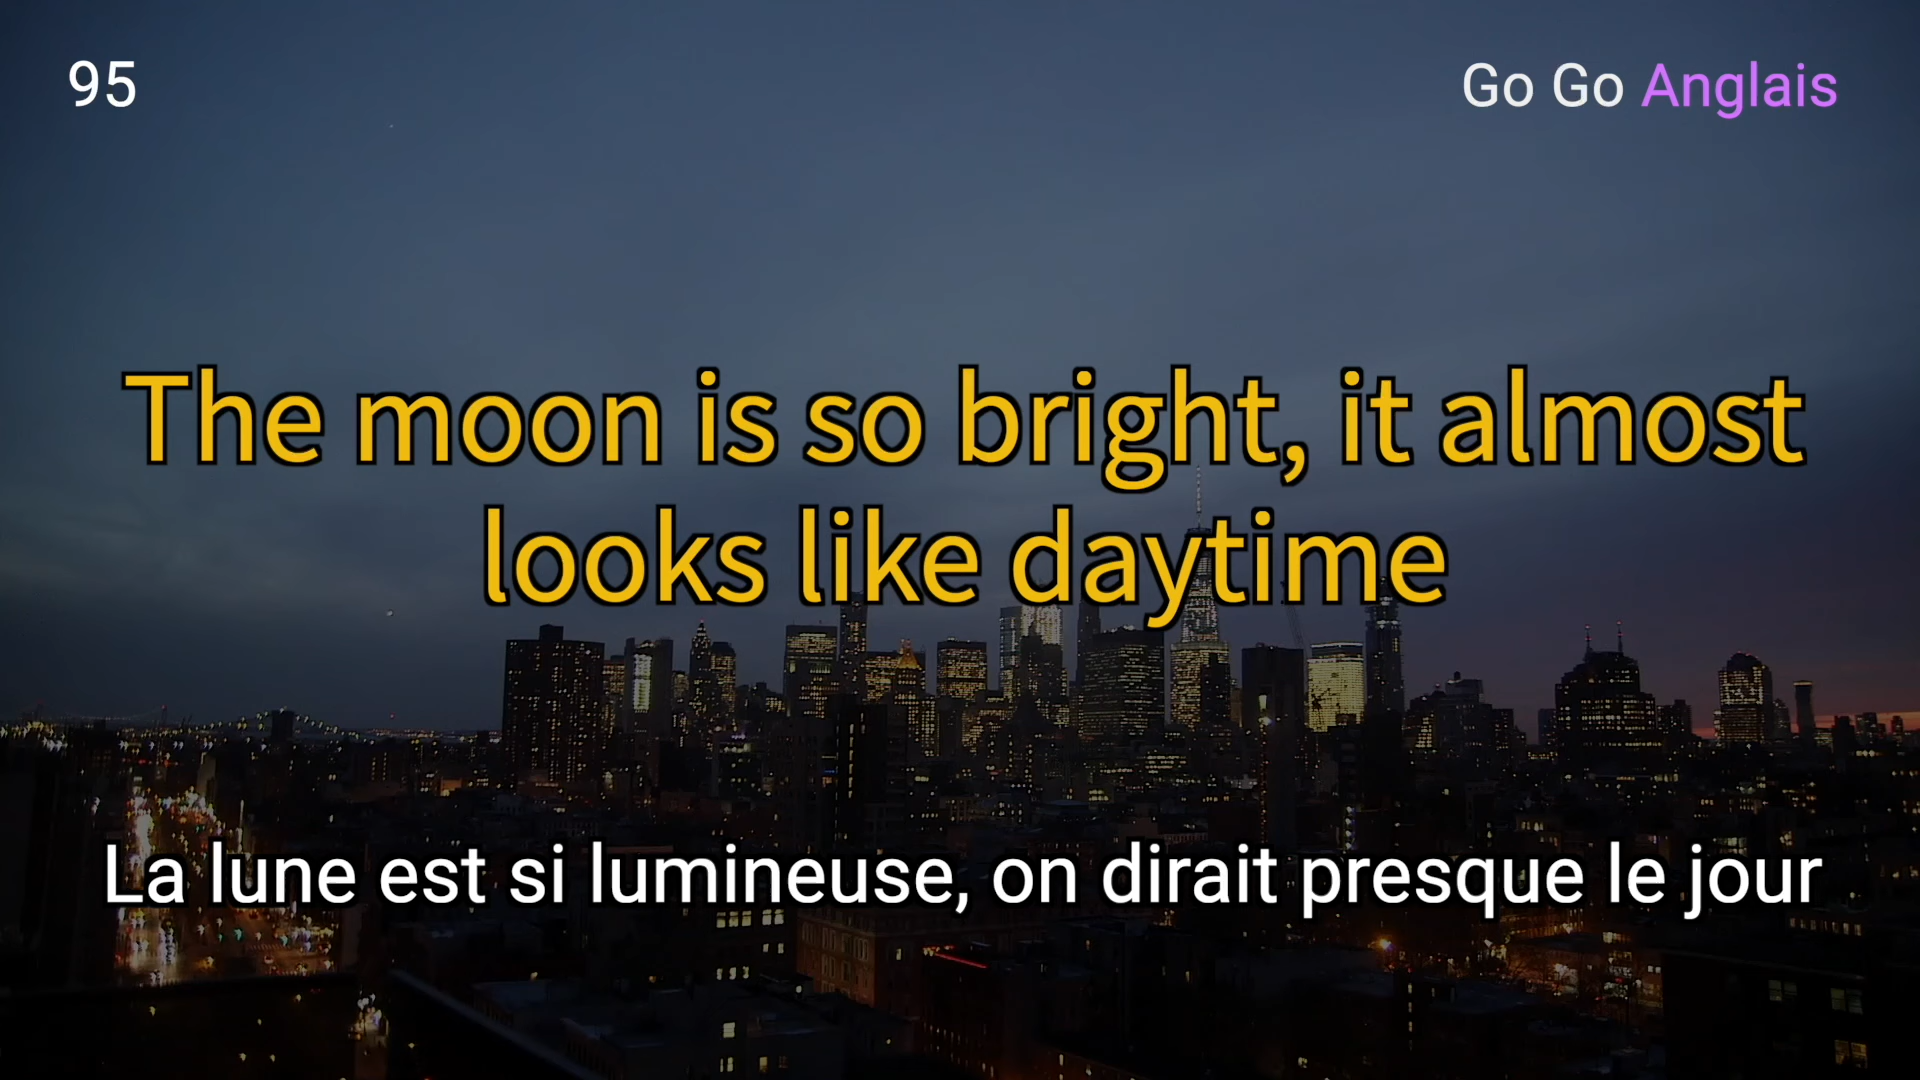 95
Go Go Anglais
The moon is so bright, it almost
looks like daytime
La lune est si lumineuse, on dirait presque le jour